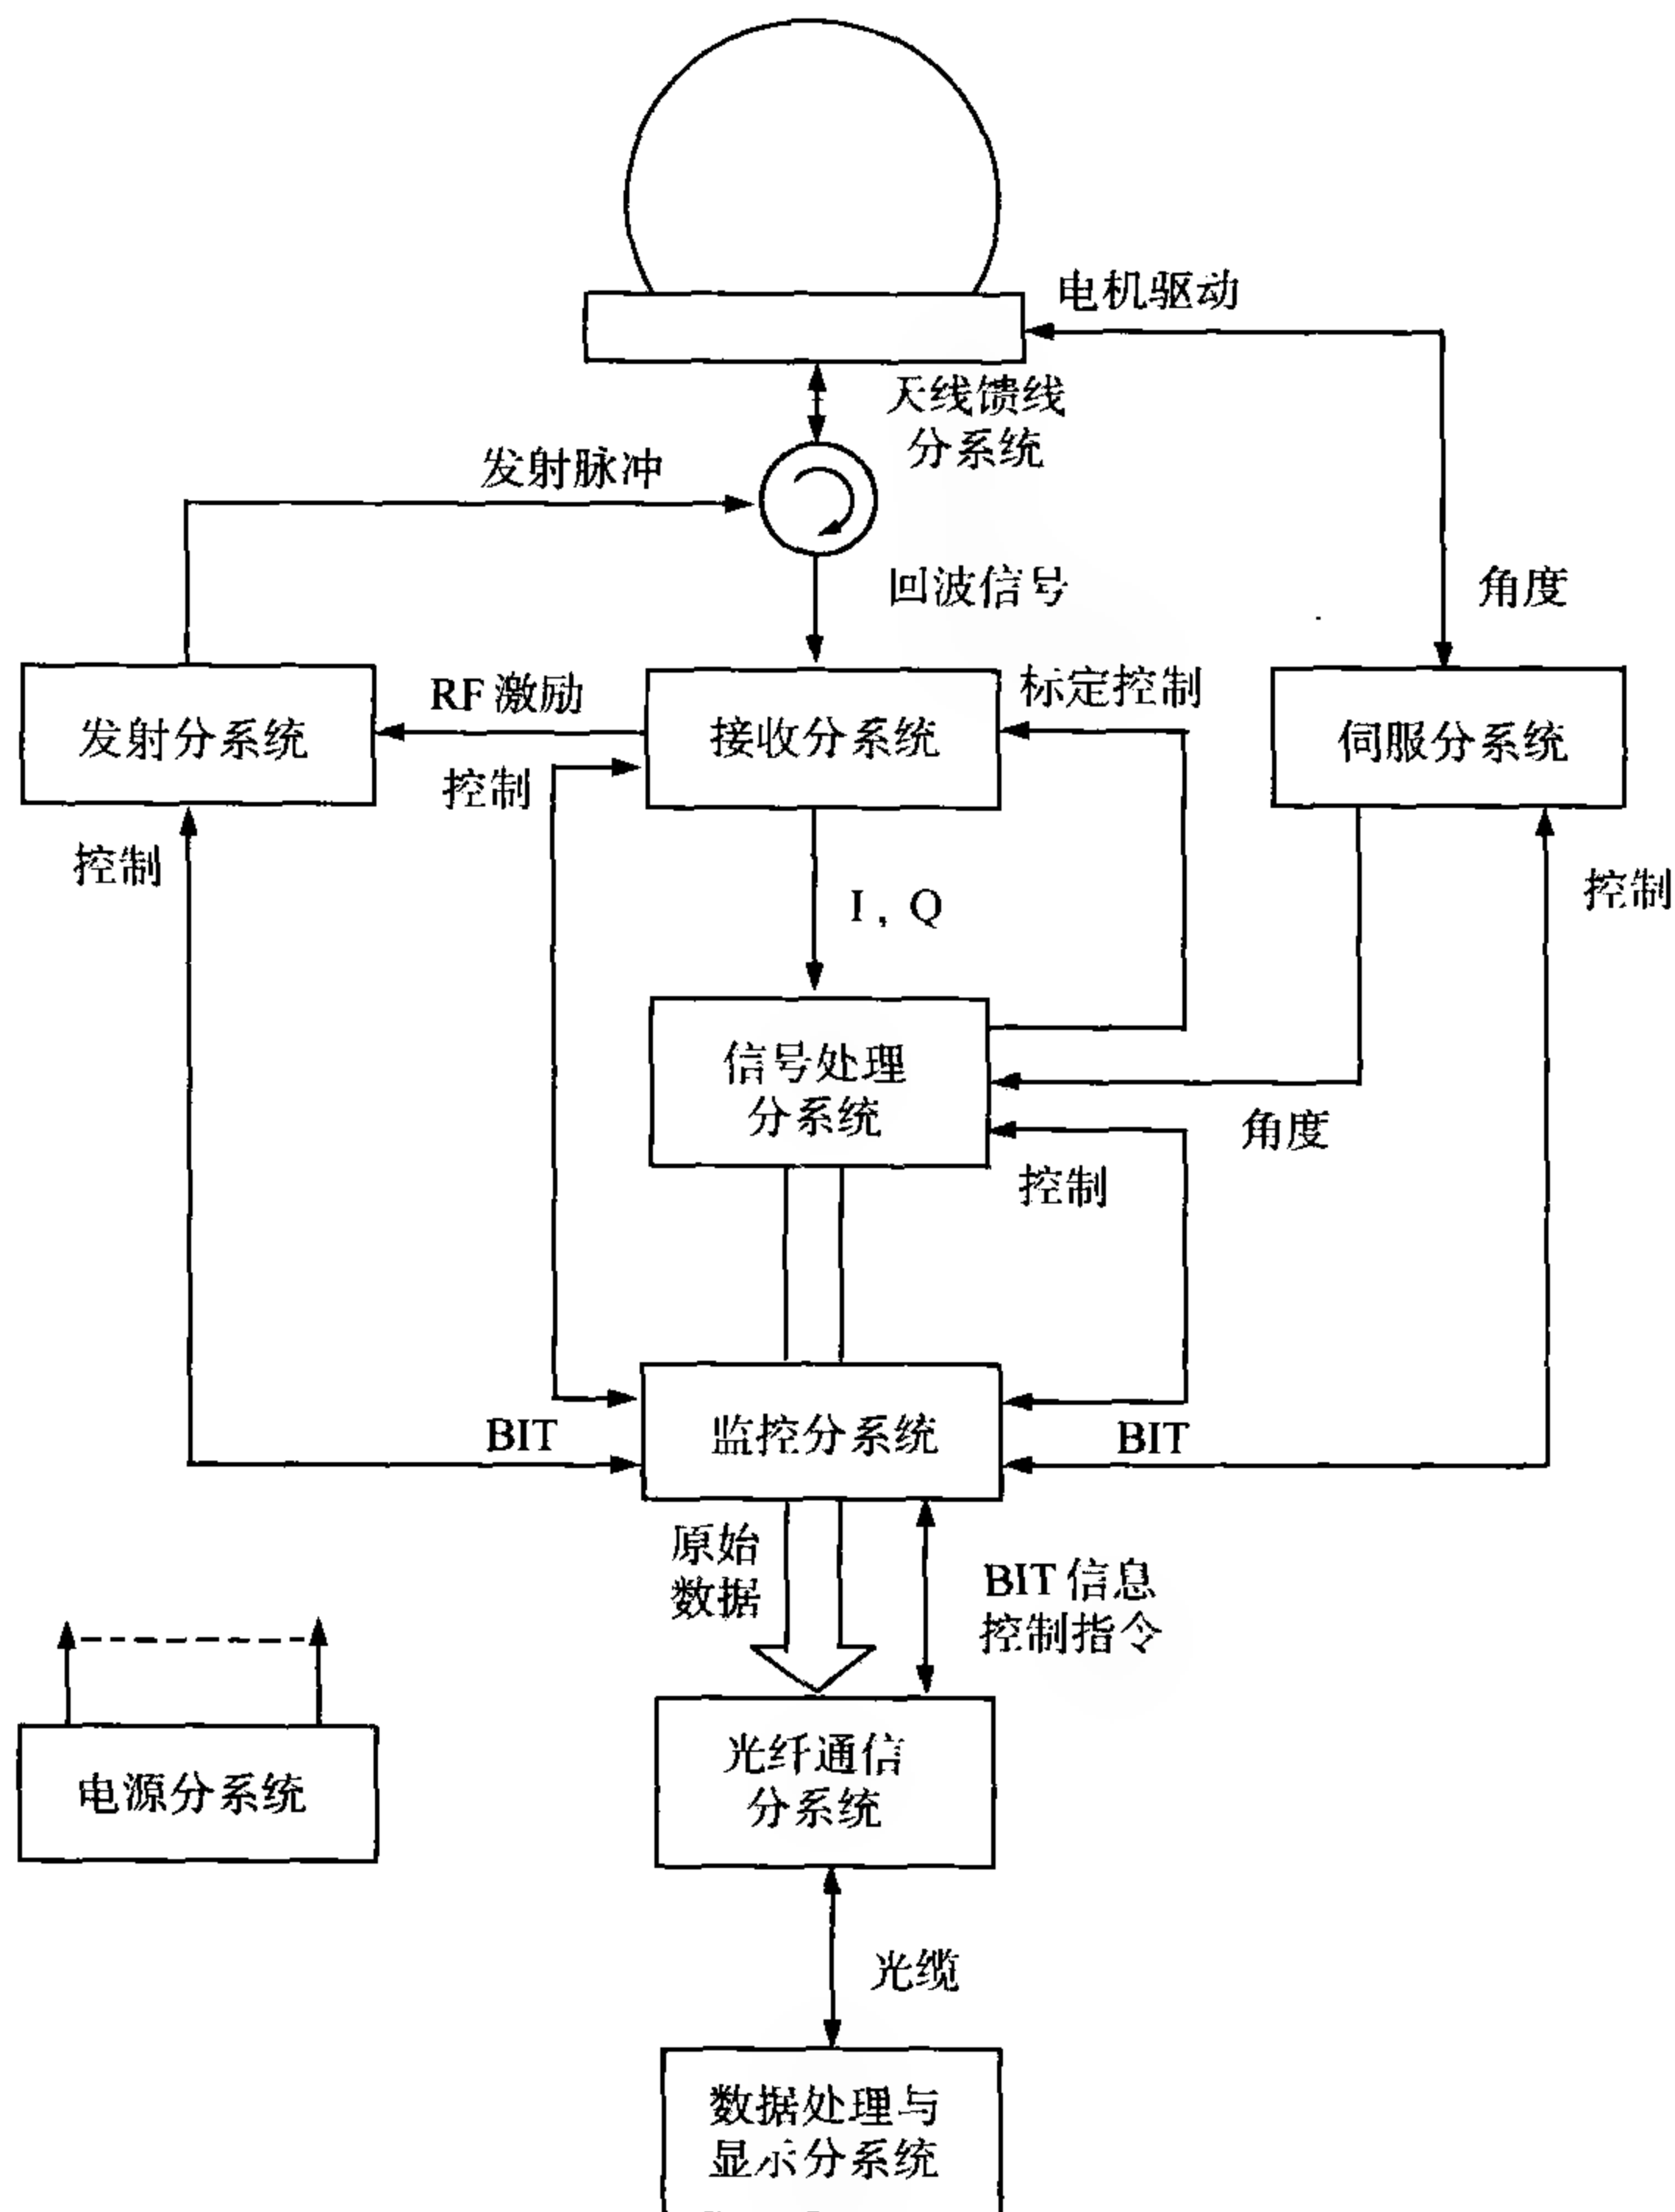 电机驱动
天线馈线
分系统
发射脉冲
回波信号
角度
RF 激励
标定控制
发射分系统
接收分系统
伺服分系统
控制
控制
控制
I, Q
信号处理
分系统
角度
控制
监控分系统
BIT
BIT
原始
数据
BIT 信息
控制指令
光纤通信
分系统
电源分系统
光缆
数据处理与
显示分系统